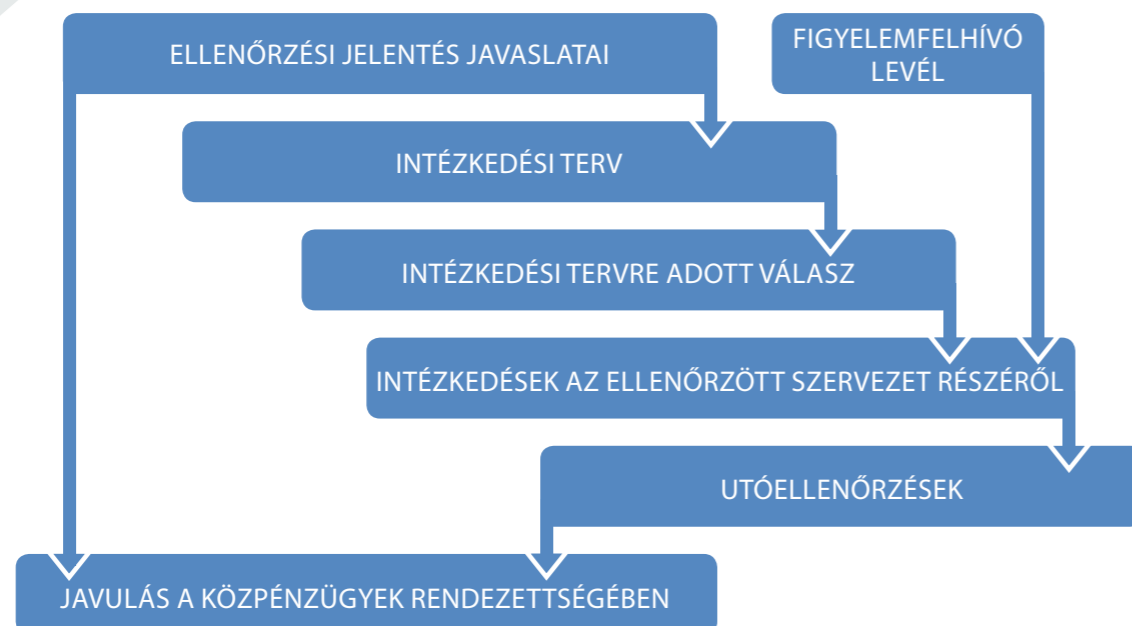 ELLENŐRZÉSI JELENTÉS JAVASLATAI
FIGYELEMFELHÍVÓ
LEVÉL
INTÉZKEDÉSI TERV
INTÉZKEDÉSI TERVRE ADOTT VÁLASZ
INTÉZKEDÉSEK AZ ELLENŐRZÖTT SZERVEZET RÉSZÉRŐL
UTÓELLENŐRZÉSEK
JAVULÁS A KÖZPÉNZÜGYEK RENDEZETTSÉGÉBEN